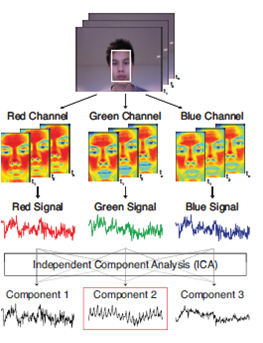 Red Channel Green Channel Blue Channel
Red Signal Green Signal Blue Signal
Independent Component Analysis (ICA)
Component 1 Component 2 Component 3